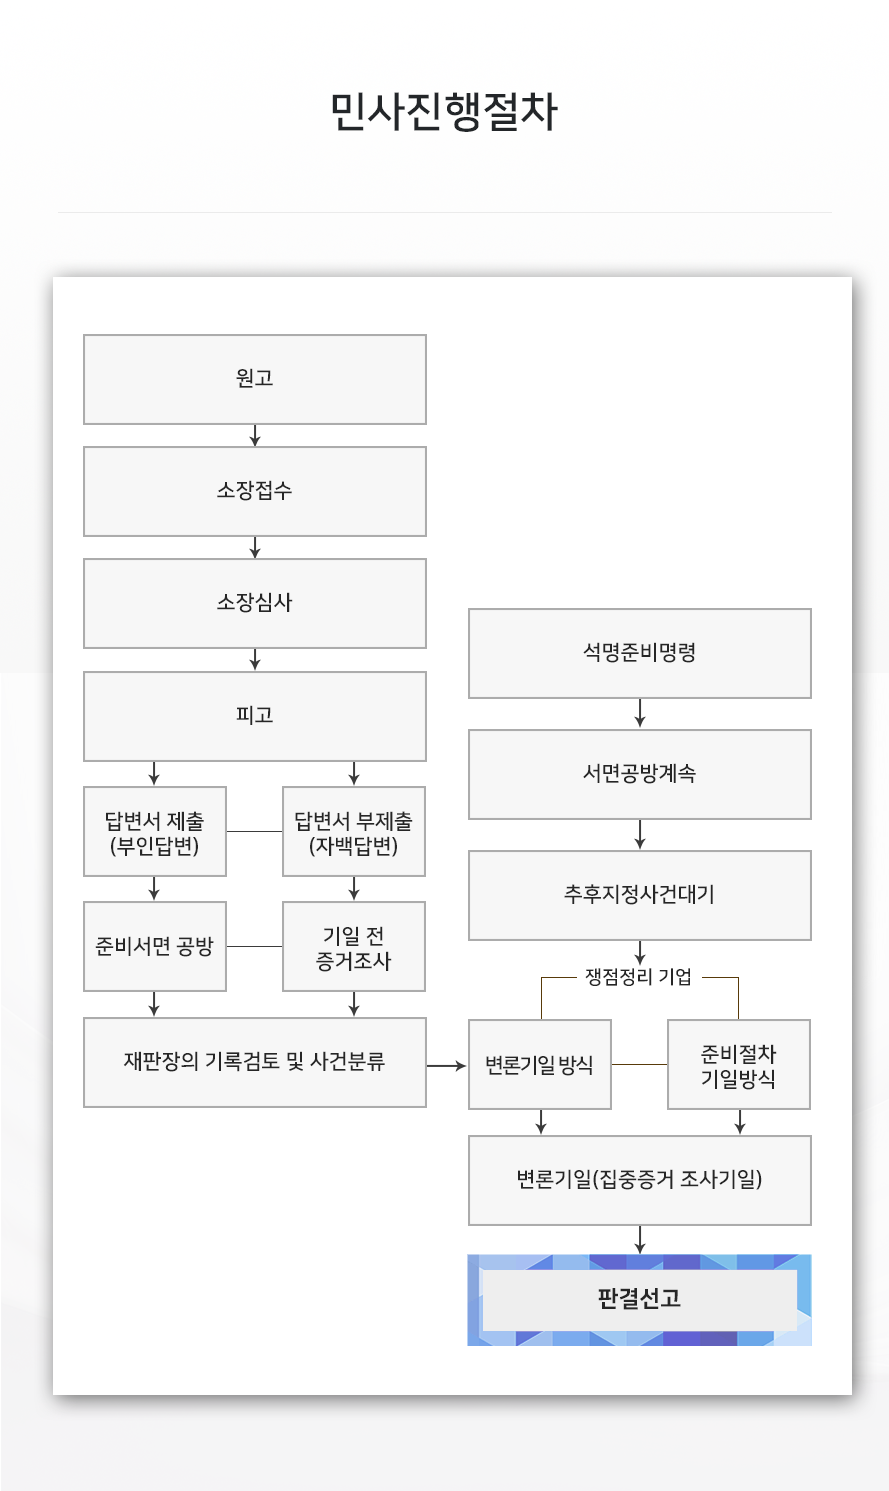 민사진행절차
원고
소장접수
소장심사
피고
답변서 제출
(부인답변)
답변서 부제출
(자백답변)
준비서면 공방
기일 전
증거조사
재판장의 기록검토 및 사건분류
석명준비명령
서면공방계속
추후지정사건대기
쟁점정리 기업
변론기일 방식
준비절차
기일방식
변론기일(집중증거 조사기일)
판결선고